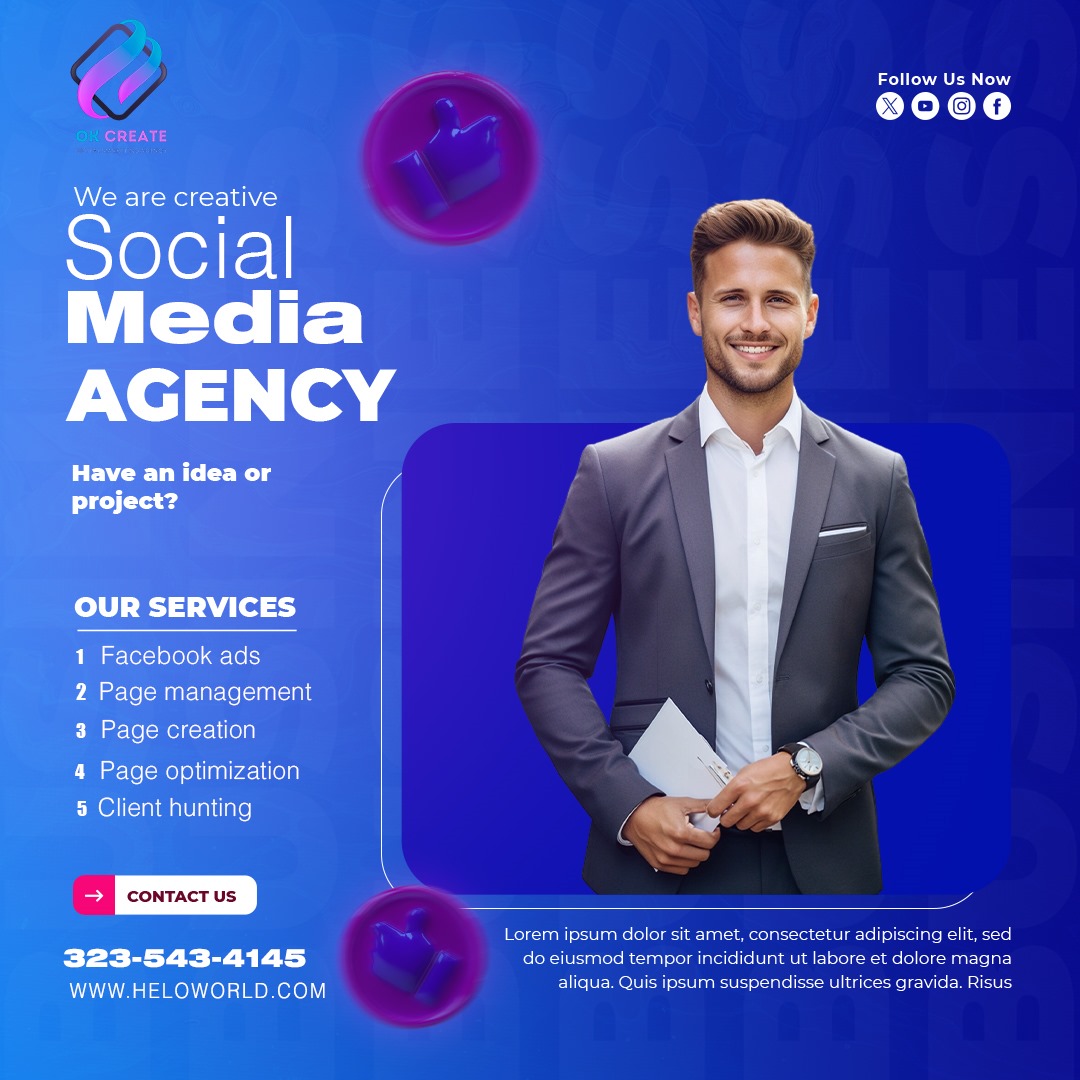 OK CREATE
Follow Us Now
We are creative
Social
Media
AGENCY
Have an idea or
project?
OUR SERVICES
1 Facebook ads
2 Page management
3 Page creation
4 Page optimization
5 Client hunting
CONTACT US
323-543-4145
WWW.HELOWORLD.COM
Lorem ipsum dolor sit amet, consectetur adipiscing elit, sed
do eiusmod tempor incididunt ut labore et dolore magna
aliqua. Quis ipsum suspendisse ultrices gravida. Risus